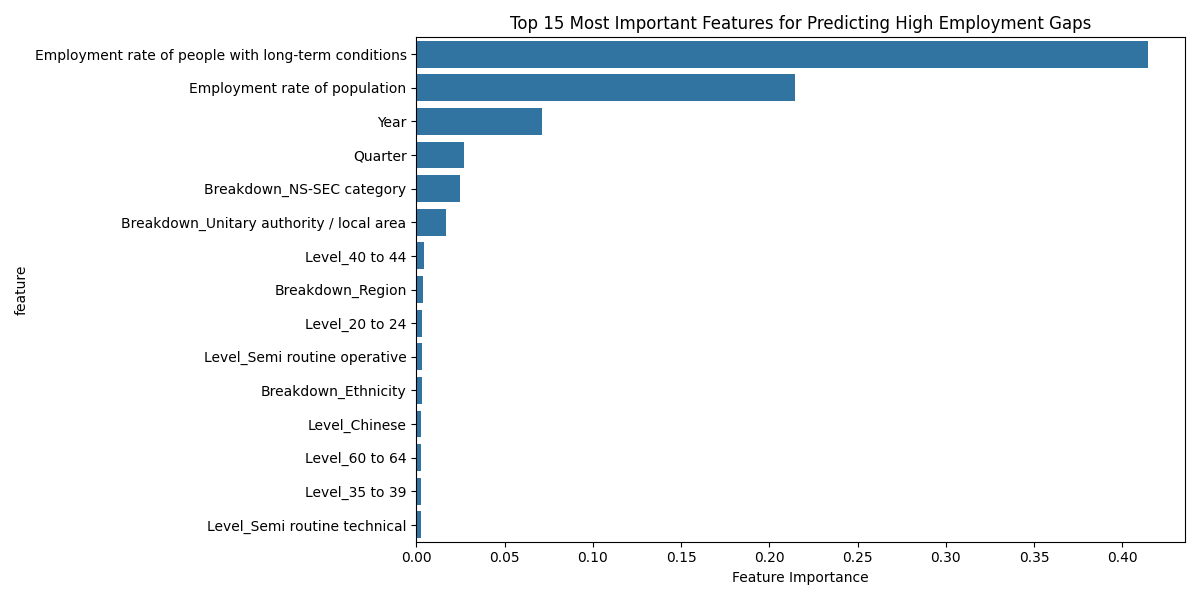 Top 15 Most Important Features for Predicting High Employment Gaps
feature
Employment rate of people with long-term conditions
Employment rate of population
Year
Quarter
Breakdown_NS-SEC category
Breakdown_Unitary authority / local area
Level_40 to 44
Breakdown_Region
Level_20 to 24
Level_Semi routine operative
Breakdown_Ethnicity
Level_Chinese
Level_60 to 64
Level_35 to 39
Level_Semi routine technical
0.00 0.05 0.10 0.15 0.20 0.25 0.30 0.35 0.40
Feature Importance